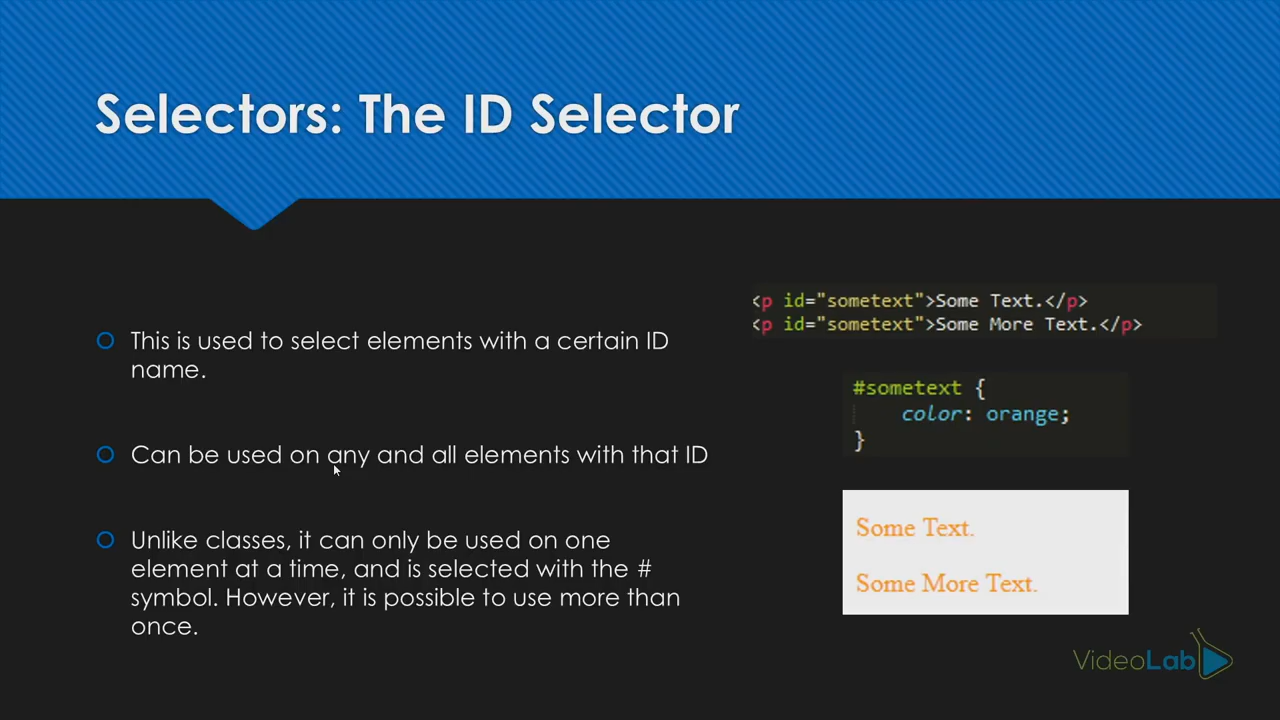 Selectors: The ID Selector
This is used to select elements with a certain ID
name.
Can be used on any and all elements with that ID
Unlike classes, it can only be used on one
element at a time, and is selected with the #
symbol. However, it is possible to use more than
once.
<p id="sometext">Some Text.</p>
<p id="sometext">Some More Text.</p>
#sometext {
color: orange;
}
Some Text.
Some More Text.
VideoLab